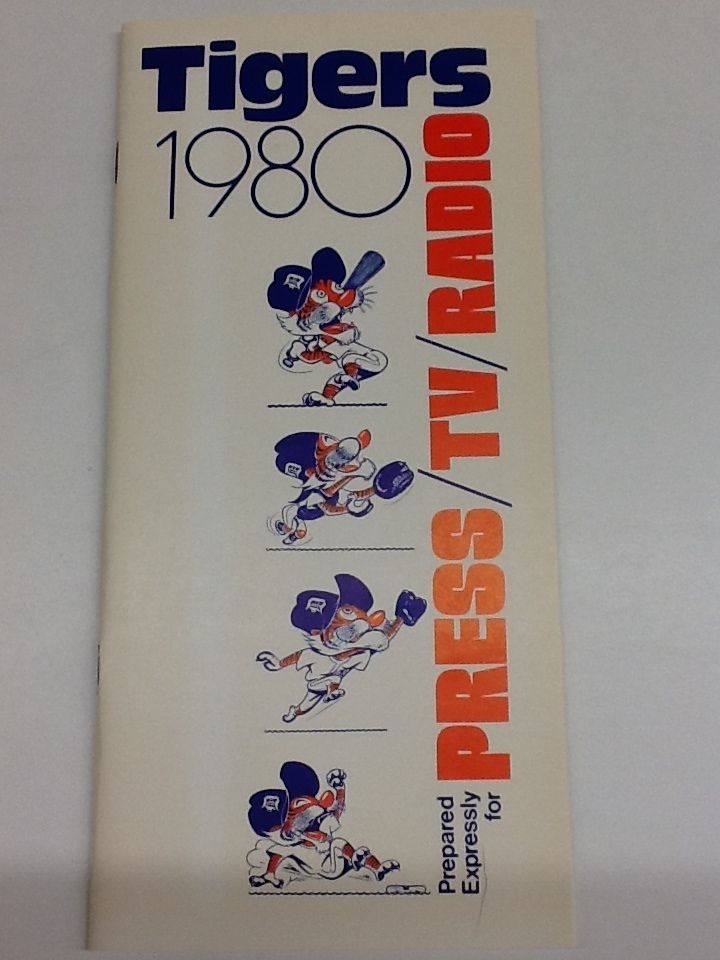 Tigers
1980
Prepared
Expressly
for
PRESS/TV/RADIO
D
D
D
D